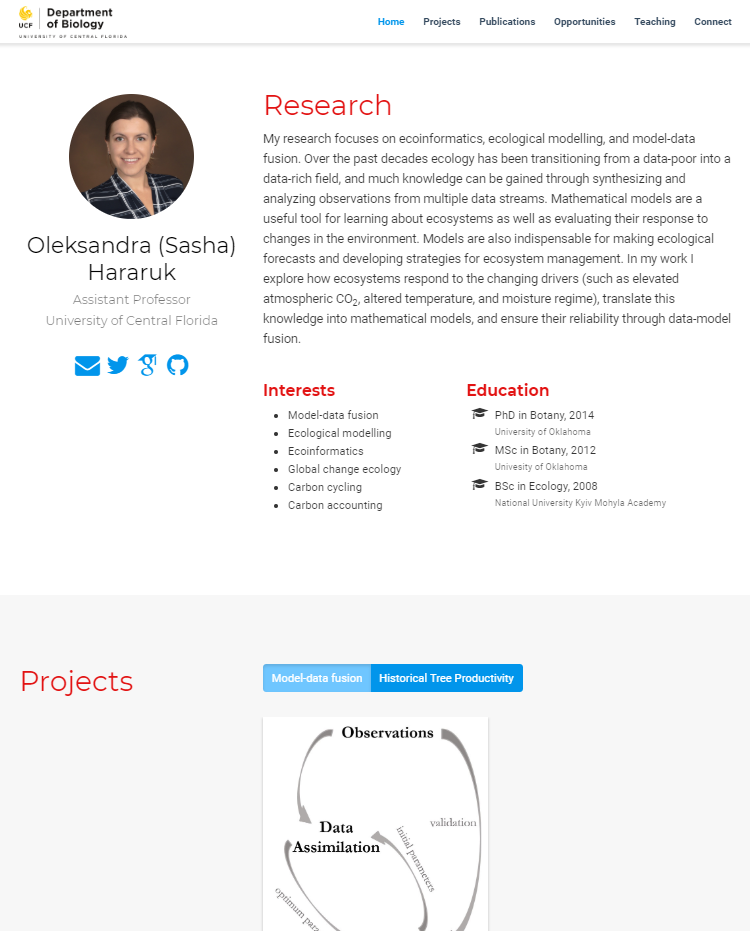 UCF
Department
of Biology
UNIVERSITY OF CENTRAL FLORIDA
Home Projects Publications Opportunities Teaching Connect
Oleksandra (Sasha)
Hararuk
Assistant Professor
University of Central Florida
Research
My research focuses on ecoinformatics, ecological modelling, and model-data
fusion. Over the past decades ecology has been transitioning from a data-poor into a
data-rich field, and much knowledge can be gained through synthesizing and
analyzing observations from multiple data streams. Mathematical models are a
useful tool for learning about ecosystems as well as evaluating their response to
changes in the environment. Models are also indispensable for making ecological
forecasts and developing strategies for ecosystem management. In my work I
explore how ecosystems respond to the changing drivers (such as elevated
atmospheric CO₂, altered temperature, and moisture regime), translate this
knowledge into mathematical models, and ensure their reliability through data-model
fusion.
Interests
Model-data fusion
Ecological modelling
Ecoinformatics
Global change ecology
Carbon cycling
Carbon accounting
Education
PhD in Botany, 2014
University of Oklahoma
MSc in Botany, 2012
Univesity of Oklahoma
BSc in Ecology, 2008
National University Kyiv Mohyla Academy
Projects
Model-data fusion Historical Tree Productivity
Observations
validation
Data
Assimilation
initial parameters
optimum